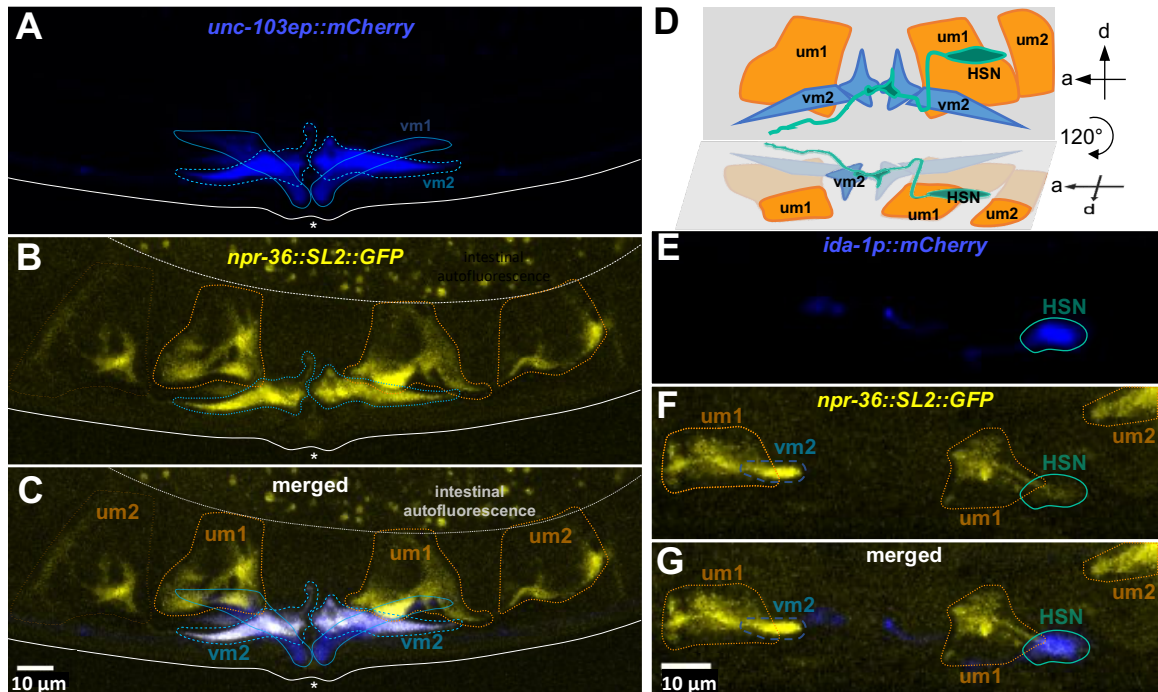 A
unc-103ep::mCherry
vm1
vm2
*
B
npr-36::SL2::GFP
intestinal
autofluorescence
*
C
merged
intestinal
autofluorescence
um2
um1
um1
um2
vm2
vm2
10 µm
*
D
um1
um1
um2
HSN
vm2
vm2
d
a
120°
vm2
um1
um1
HSN
um2
a
d
E
ida-1p::mCherry
HSN
F
npr-36::SL2::GFP
um1
vm2
HSN
um2
um1
G
merged
um1
vm2
HSN
um2
um1
10 µm